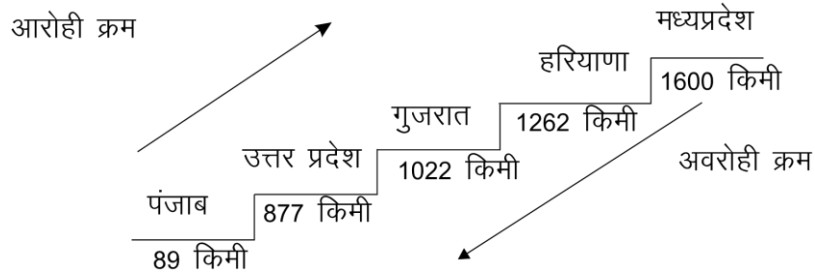 आरोही क्रम
मध्यप्रदेश
हरियाणा
1600 किमी
गुजरात
1262 किमी
उत्तर प्रदेश
1022 किमी
अवरोही क्रम
पंजाब
877 किमी
89 किमी